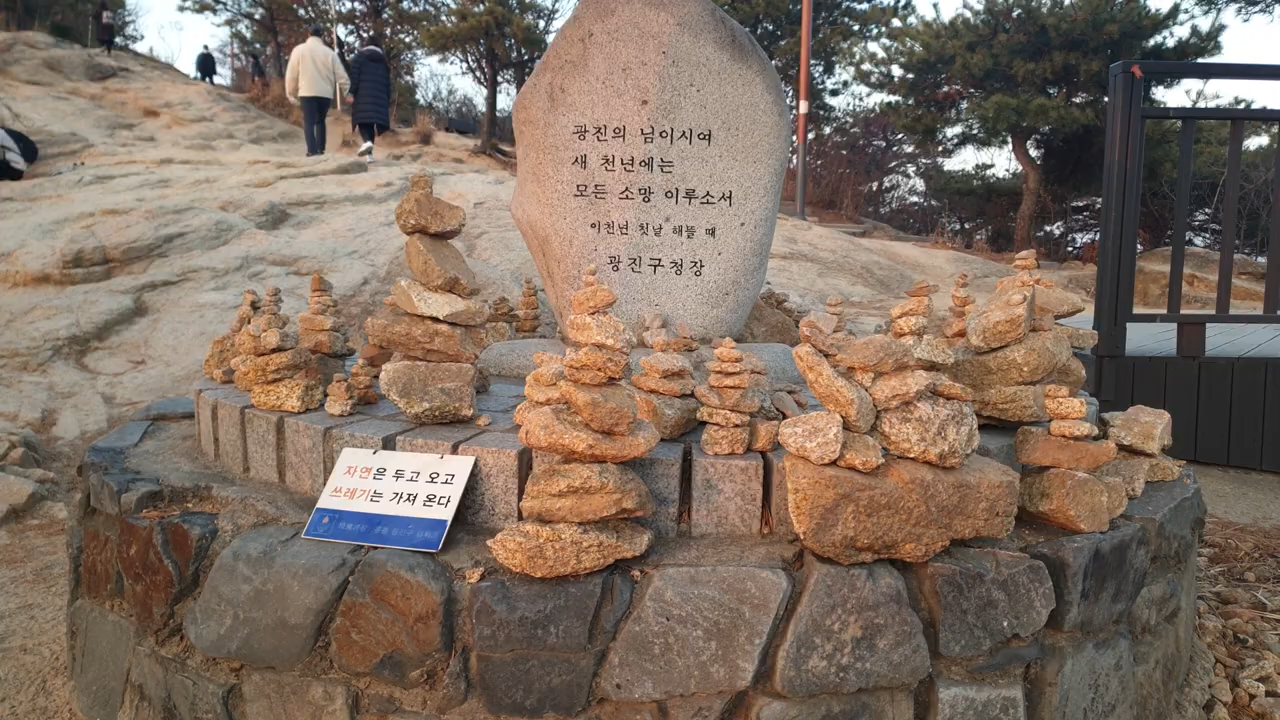 광진의 님이시여
새 천년에는
모든 소망 이루소서
이천년 칫날 해뜰 때
광진구청장
자연은 두고 오고
쓰레기는 가져 온다